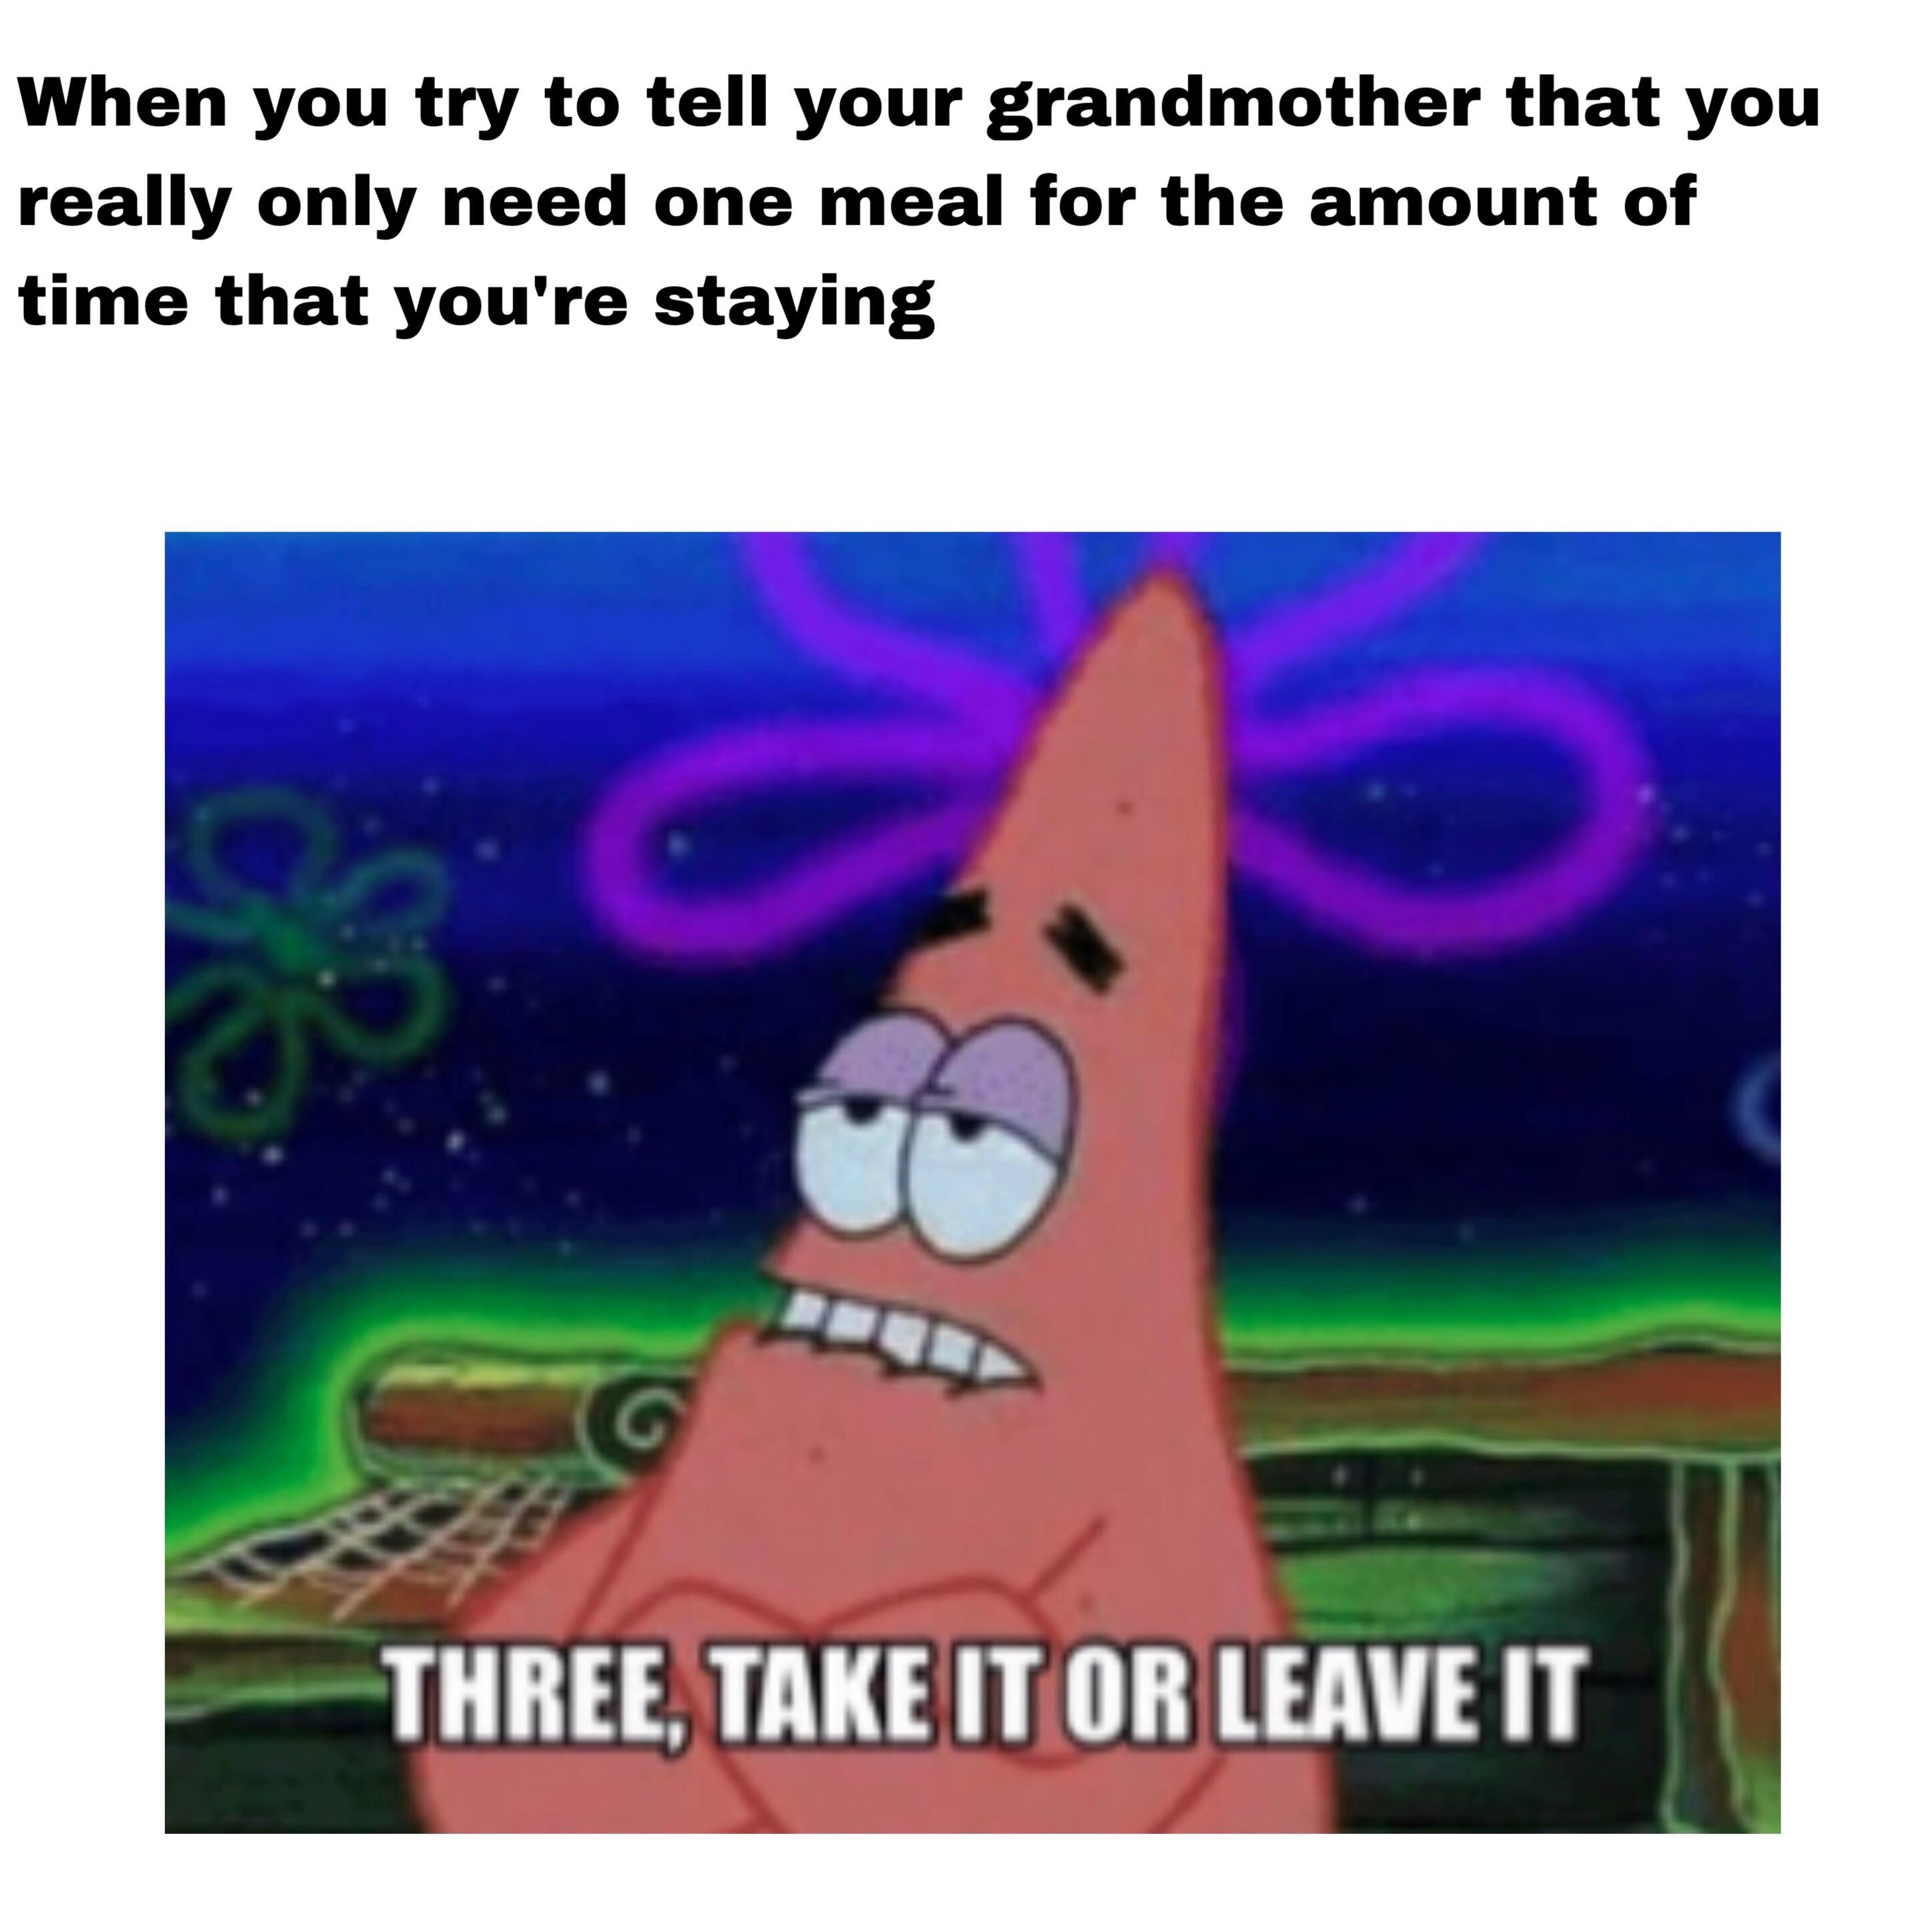 When you try to tell your grandmother that you
really only need one meal for the amount of
time that you're staying
THREE, TAKE IT OR LEAVE IT